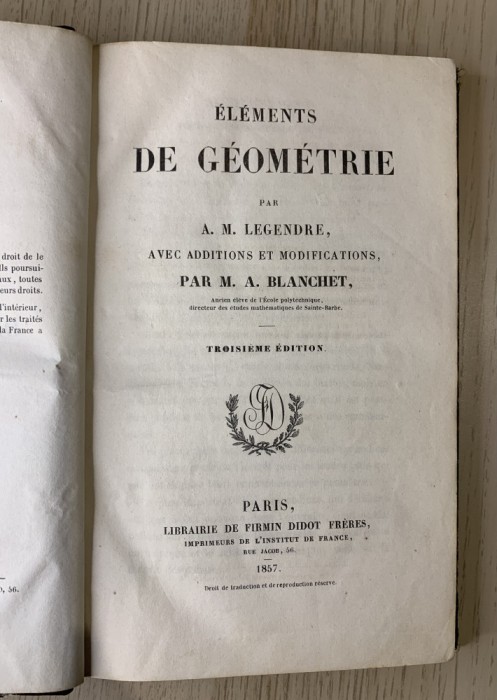 droit de le
ils poursui-
aux, toutes
eurs droits.
l'intérieur,
r les traités
la France a
56.
ÉLÉMENTS
DE GÉOMÉTRIE
PAR
A. M. LEGENDRE,
AVEC ADDITIONS ET MODIFICATIONS,
PAR M. A. BLANCHET,
Ancien élève de l'École polytechnique,
directeur des études mathématiques de Sainte-Barbe.
TROISIÈME ÉDITION.
FD
PARIS,
LIBRAIRIE DE FIRMIN DIDOT FRÈRES,
IMPRIMEURS DE L'INSTITUT DE FRANCE,
RUE JACOB, 56.
1857.
Droit de traduction et de reproduction réservé.